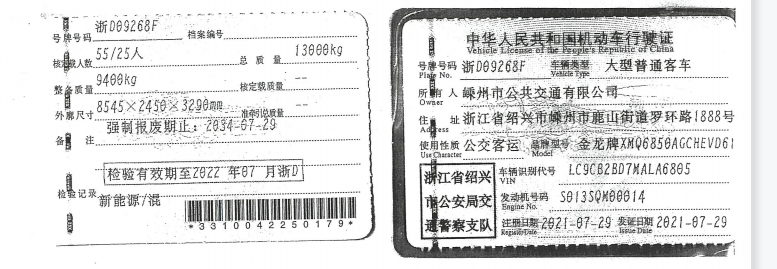 号牌号码 浙D09268F 档案编号
核定载人数 55/25人 总质量 13000kg
整备质量 9400kg 核定载质量 --
外廓尺寸 8545×2450×3290mm 准牵引总质量 --
备注 强制报废期止: 2034-07-29
检验有效期至2022 年07 月浙D
检验记录
新能源/混
*3310042250179*
中华人民共和国机动车行驶证
Vehicle License of the People's Republic of China
号牌号码 浙D09268F 车辆类型 大型普通客车
Plate No. Vehicle Type
所有人 嵊州市公共交通有限公司
Owner
住址 浙江省绍兴市嵊州市鹿山街道罗环路1888号
Address
使用性质 公交客运 品牌型号 金龙牌XMQ6850AGCHEVD61
Use Character Model
浙江省绍兴
市公安局交
通警察支队
车辆识别代号 LC9CB2BD7MALA6805
VIN
发动机号码 S013SQM00014
Engine No.
注册日期 2021-07-29 发证日期 2021-07-29
Register Date Issue Date